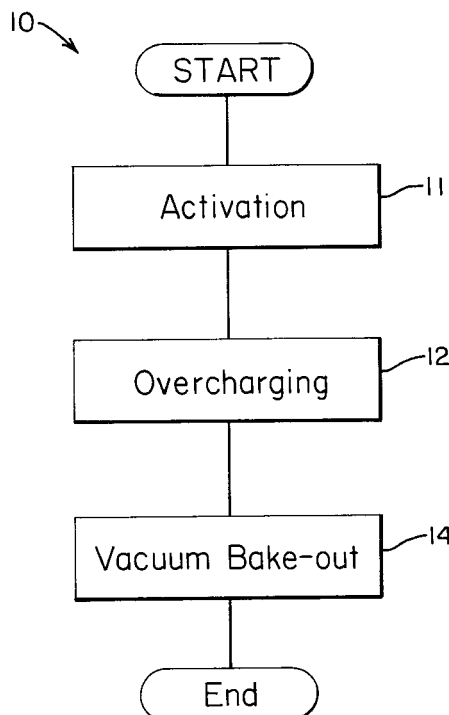 10
START
Activation
11
Overcharging
12
Vacuum Bake-out
14
End